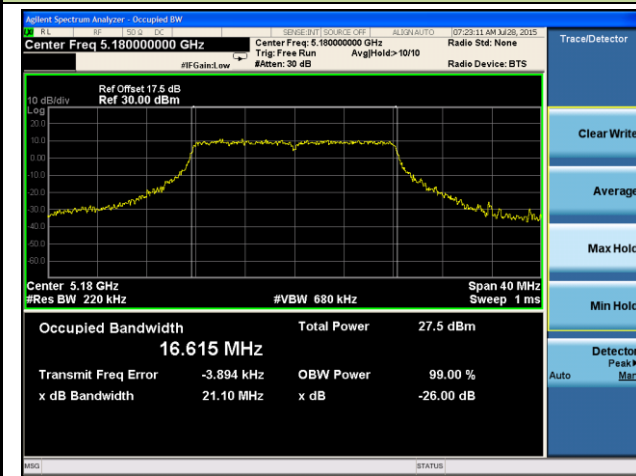 Agilent Spectrum Analyzer - Occupied BW
RL RF 50 Ω DC SENSE:INT SOURCE OFF ALIGN AUTO 07:23:11 AM Jul 28, 2015
Center Freq 5.180000000 GHz
Center Freq: 5.180000000 GHz
Radio Std: None
Trig: Free Run Avg|Hold:>10/10
#IFGain:Low #Atten: 30 dB Radio Device: BTS
Trace/Detector
Ref Offset 17.5 dB
10 dB/div Ref 30.00 dBm
Log
20.0
10.0
0.00
-10.0
-20.0
-30.0
-40.0
-50.0
-60.0
Center 5.18 GHz Span 40 MHz
#Res BW 220 kHz #VBW 680 kHz Sweep 1 ms
Occupied Bandwidth Total Power 27.5 dBm
16.615 MHz
Transmit Freq Error -3.894 kHz OBW Power 99.00 %
x dB Bandwidth 21.10 MHz x dB -26.00 dB
Clear Write
Average
Max Hold
Min Hold
Detector
Peak
Auto Man
MSG STATUS